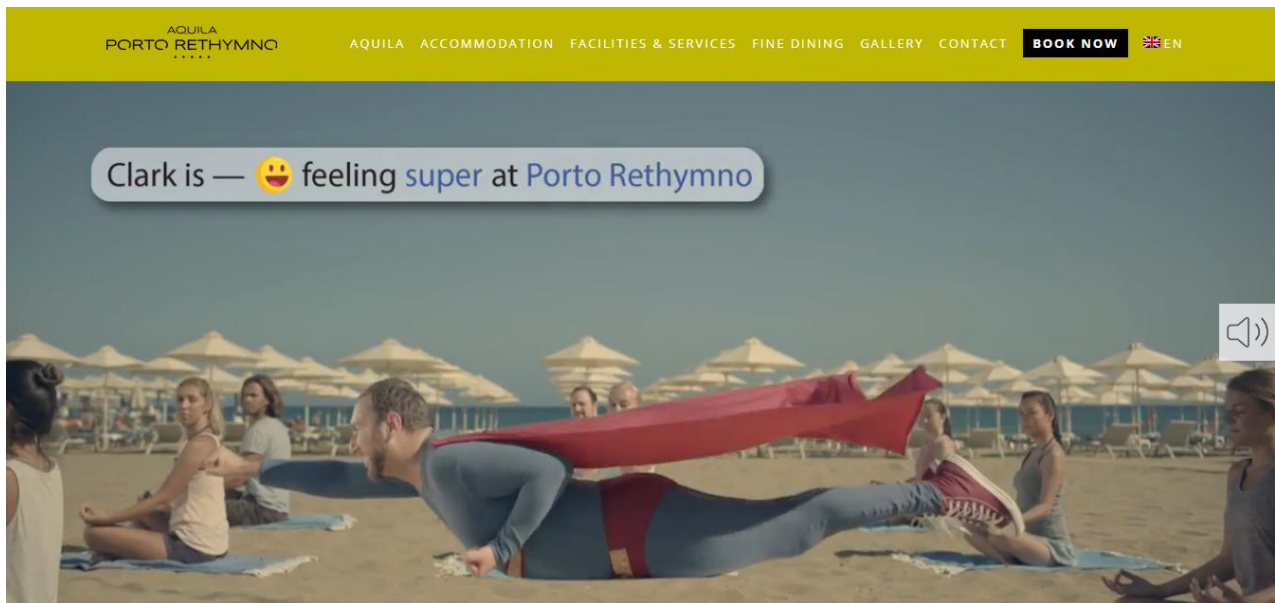 AQUILA
PORTO RETHYMNO
AQUILA ACCOMMODATION FACILITIES & SERVICES FINE DINING GALLERY CONTACT BOOK NOW EN
Clark is — 😃 feeling super at Porto Rethymno